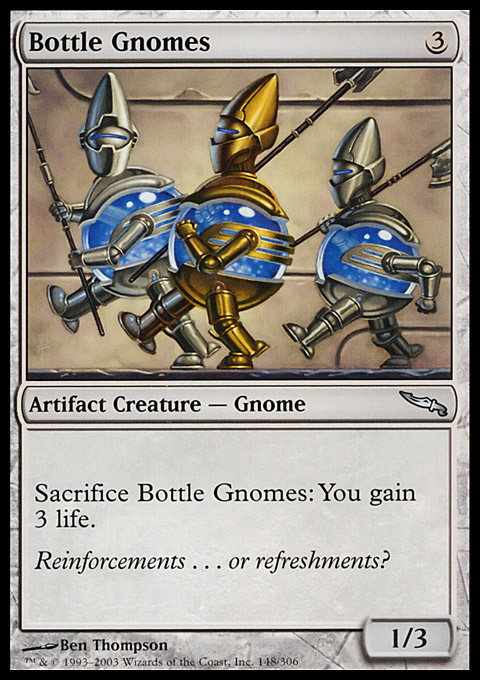 Bottle Gnomes 3
Artifact Creature — Gnome
Sacrifice Bottle Gnomes: You gain
3 life.
Reinforcements . . . or refreshments?
Ben Thompson
1/3
™ & © 1993–2003 Wizards of the Coast, Inc. 148/306